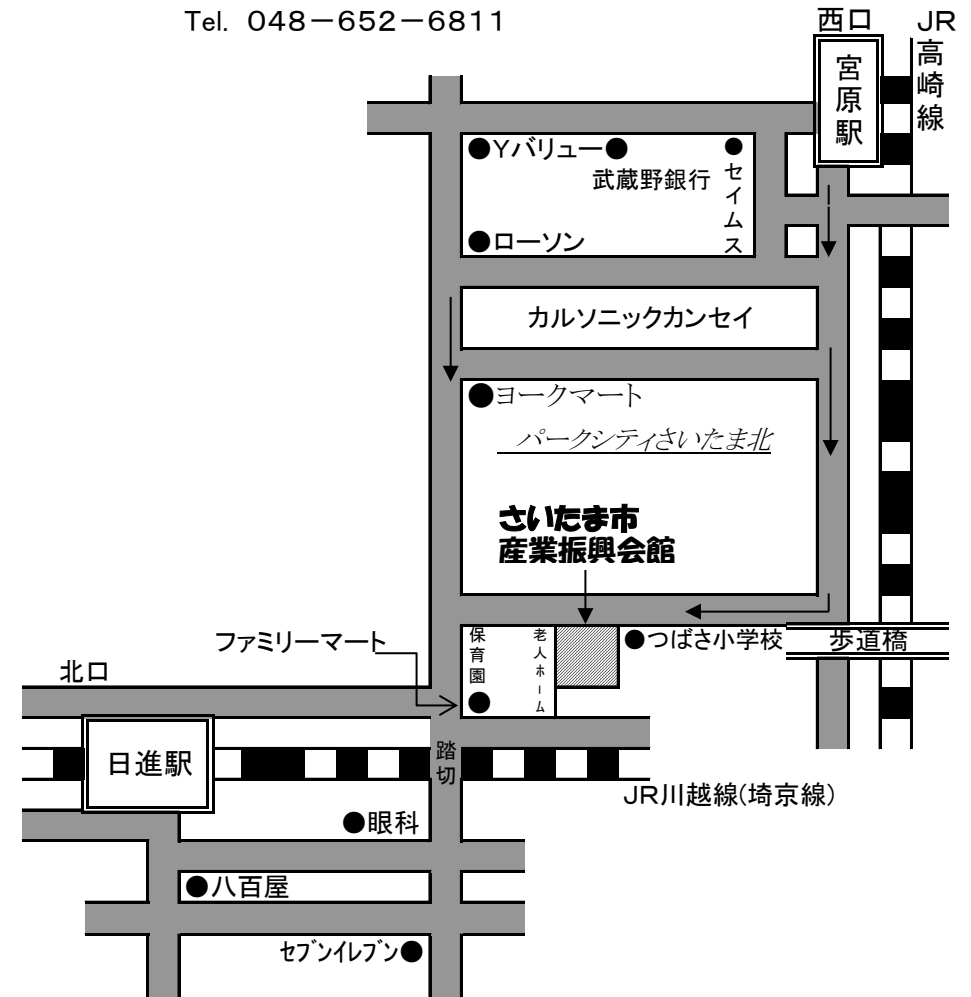 Tel. 048－652－6811
西口
JR高崎線
宮原駅
●Yバリュー●
武蔵野銀行
●セイムス
●ローソン
カルソニックカンセイ
●ヨークマート
パークシティさいたま北
さいたま市
産業振興会館
保育園
老人ホーム
●つばさ小学校
歩道橋
ファミリーマート
北口
日進駅
踏切
JR川越線(埼京線)
●眼科
●八百屋
セブンイレブン●